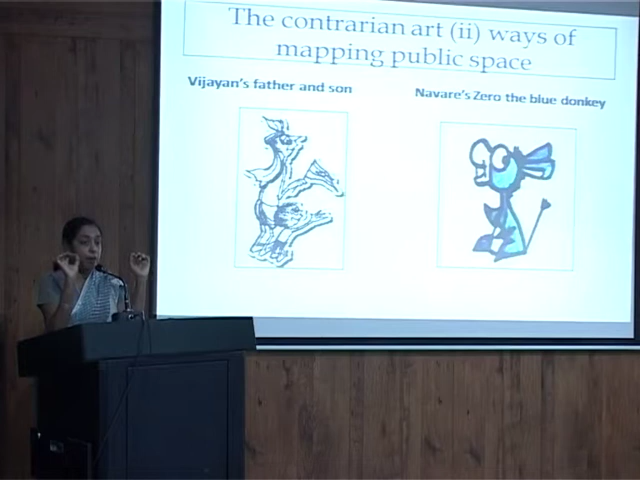 The contrarian art (ii) ways of
mapping public space
Vijayan's father and son
Navare's Zero the blue donkey